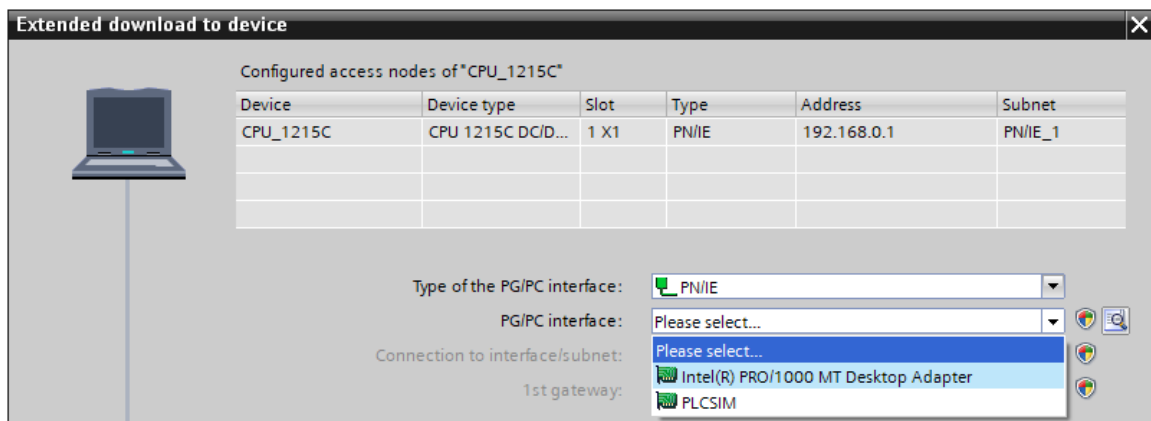 Extended download to device
Configured access nodes of "CPU_1215C"
Device Device type Slot Type Address Subnet
CPU_1215C CPU 1215C DC/D... 1 X1 PN/IE 192.168.0.1 PN/IE_1
Type of the PG/PC interface: PN/IE
PG/PC interface: Please select...
Please select...
Connection to interface/subnet:
Intel(R) PRO/1000 MT Desktop Adapter
1st gateway:
PLCSIM